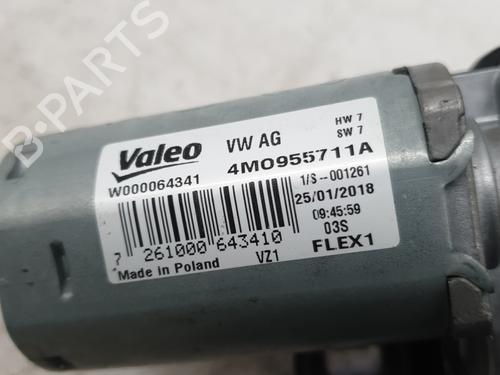 Valeo
VW AG
HW 7
SW 7
W000064341
4M0955711A
1/S--001261
25/01/2018
09:45:59
03S
7 261000 643410
VZ1
FLEX1
Made in Poland
B-PARTS